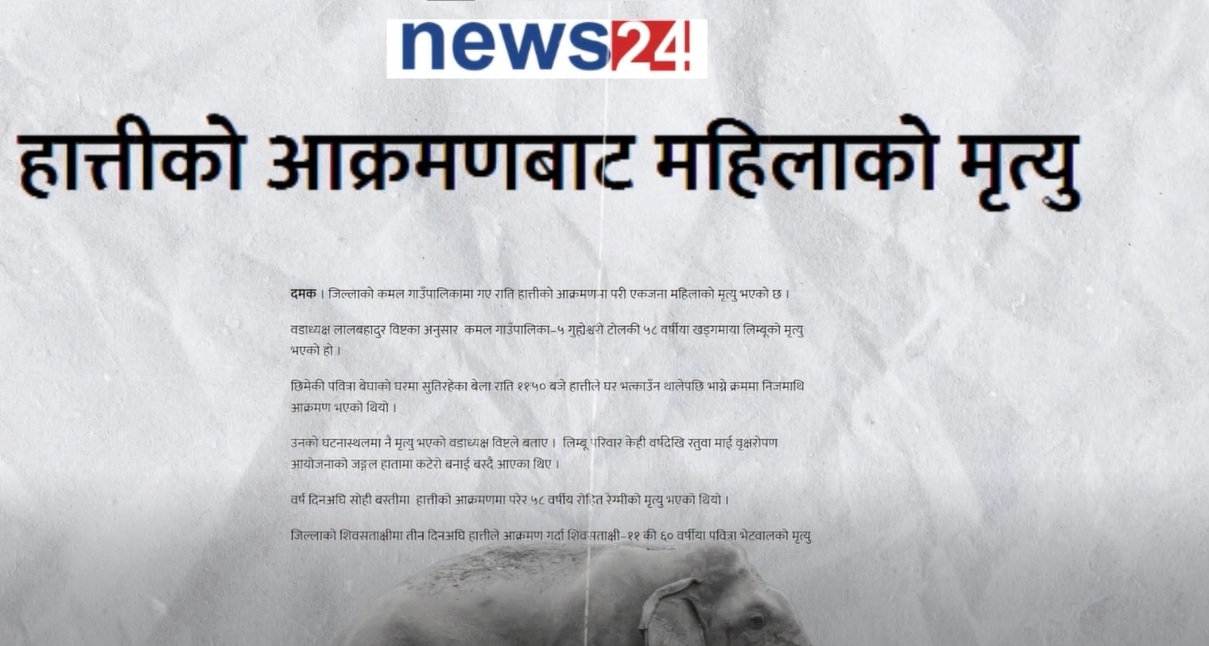 news24
हात्तीको आक्रमणबाट महिलाको मृत्यु
दमक । जिल्लाको कमल गाउँपालिकामा गए राति हात्तीको आक्रमणमा परी एकजना महिलाको मृत्यु भएको छ ।
वडाध्यक्ष लालबहादुर विष्टका अनुसार कमल गाउँपालिका–५ गुह्येश्वरी टोलकी ५८ वर्षीया खड्गमाया लिम्बूको मृत्यु
भएको हो ।
छिमेकी पवित्रा बेघाको घरमा सुतिरहेका बेला राति ११ः५० बजे हात्तीले घर भत्काउँन थालेपछि भाग्ने क्रममा निजमाथि
आक्रमण भएको थियो ।
उनको घटनास्थलमा नै मृत्यु भएको वडाध्यक्ष विष्टले बताए । लिम्बू परिवार केही वर्षदेखि रतुवा माई वृक्षरोपण
आयोजनाको जङ्गल हातामा कटेरो बनाई बस्दै आएका थिए ।
वर्ष दिनअघि सोही बस्तीमा हात्तीको आक्रमणमा परेर ५८ वर्षीय रोहित रेग्मीको मृत्यु भएको थियो ।
जिल्लाको शिवसताक्षीमा तीन दिनअघि हात्तीले आक्रमण गर्दा शिवसताक्षी–११ की ६० वर्षीया पवित्रा भेटवालको मृत्यु